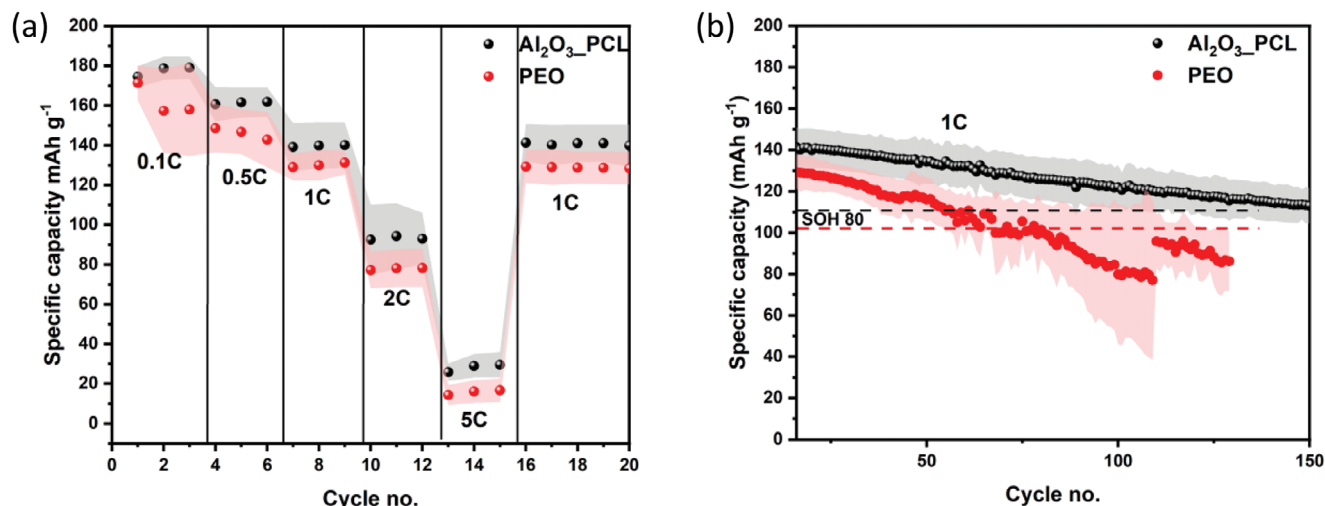 (a)
200
180
160
140
120
100
80
60
40
20
0
Specific capacity mAh g⁻¹
Al₂O₃_PCL
PEO
0.1C
0.5C
1C
2C
5C
1C
0 2 4 6 8 10 12 14 16 18 20
Cycle no.
(b)
200
180
160
140
120
100
80
60
40
20
0
Specific capacity (mAh g⁻¹)
Al₂O₃_PCL
PEO
1C
SOH 80
50 100 150
Cycle no.